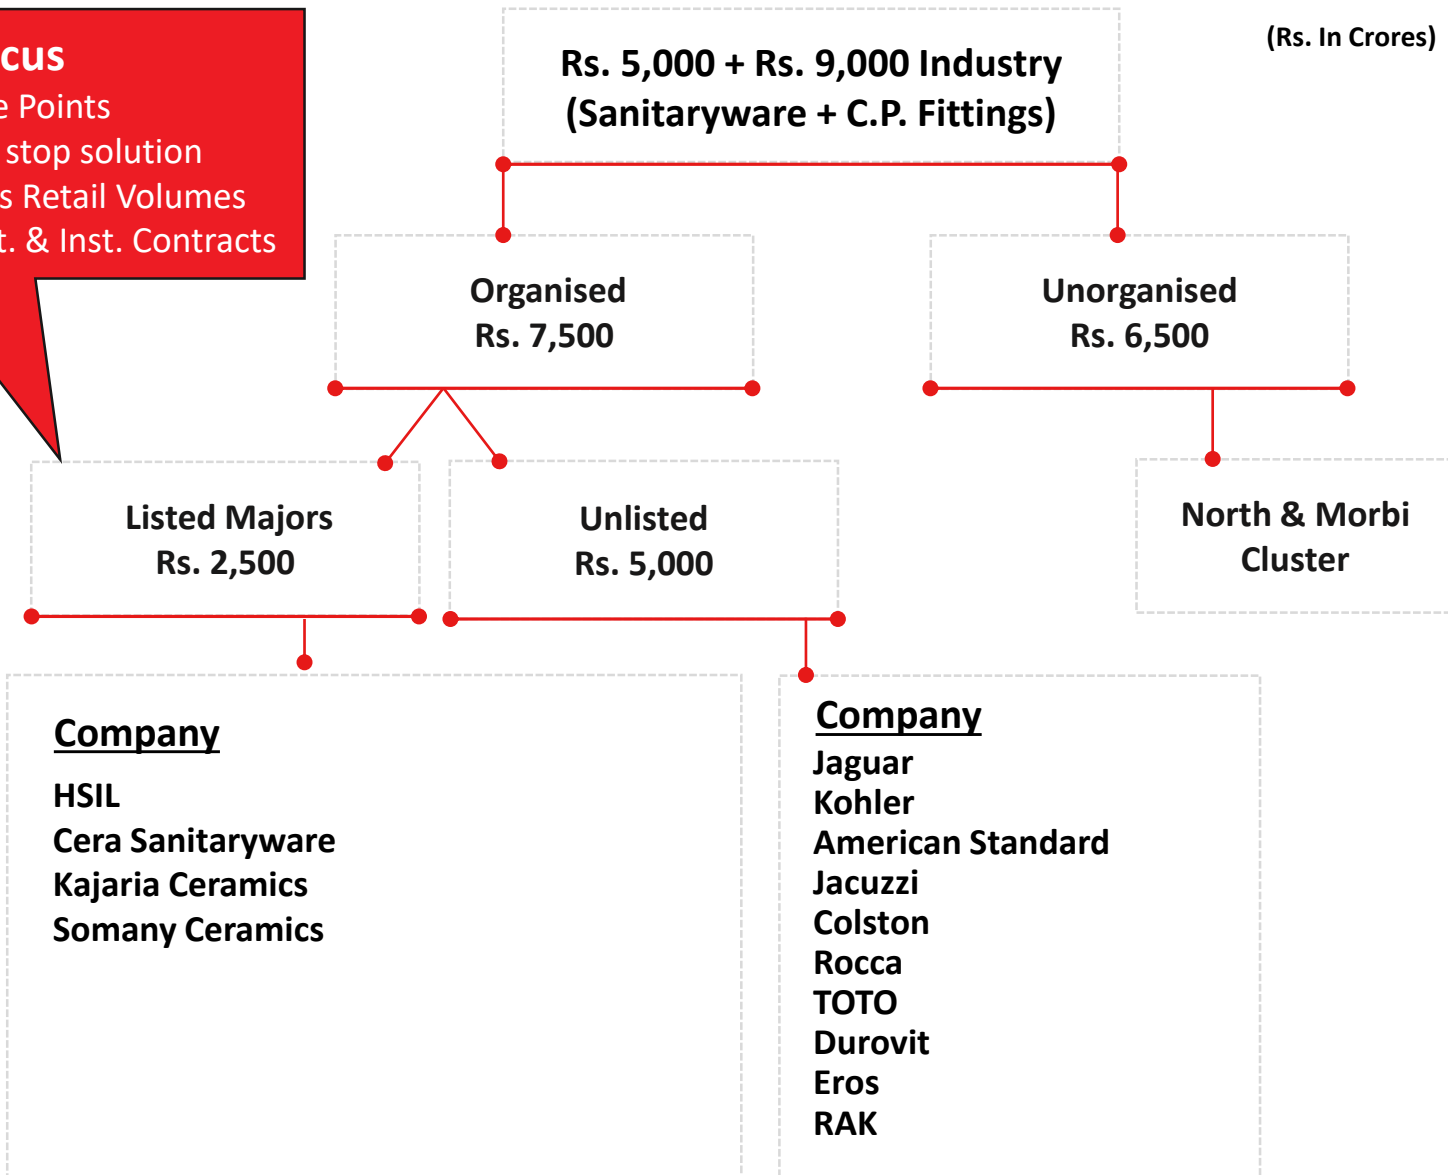 cus
e Points
stop solution
s Retail Volumes
t. & Inst. Contracts
(Rs. In Crores)
Rs. 5,000 + Rs. 9,000 Industry
(Sanitaryware + C.P. Fittings)
Organised
Rs. 7,500
Unorganised
Rs. 6,500
Listed Majors
Rs. 2,500
Unlisted
Rs. 5,000
North & Morbi
Cluster
Company
HSIL
Cera Sanitaryware
Kajaria Ceramics
Somany Ceramics
Company
Jaguar
Kohler
American Standard
Jacuzzi
Colston
Rocca
TOTO
Durovit
Eros
RAK